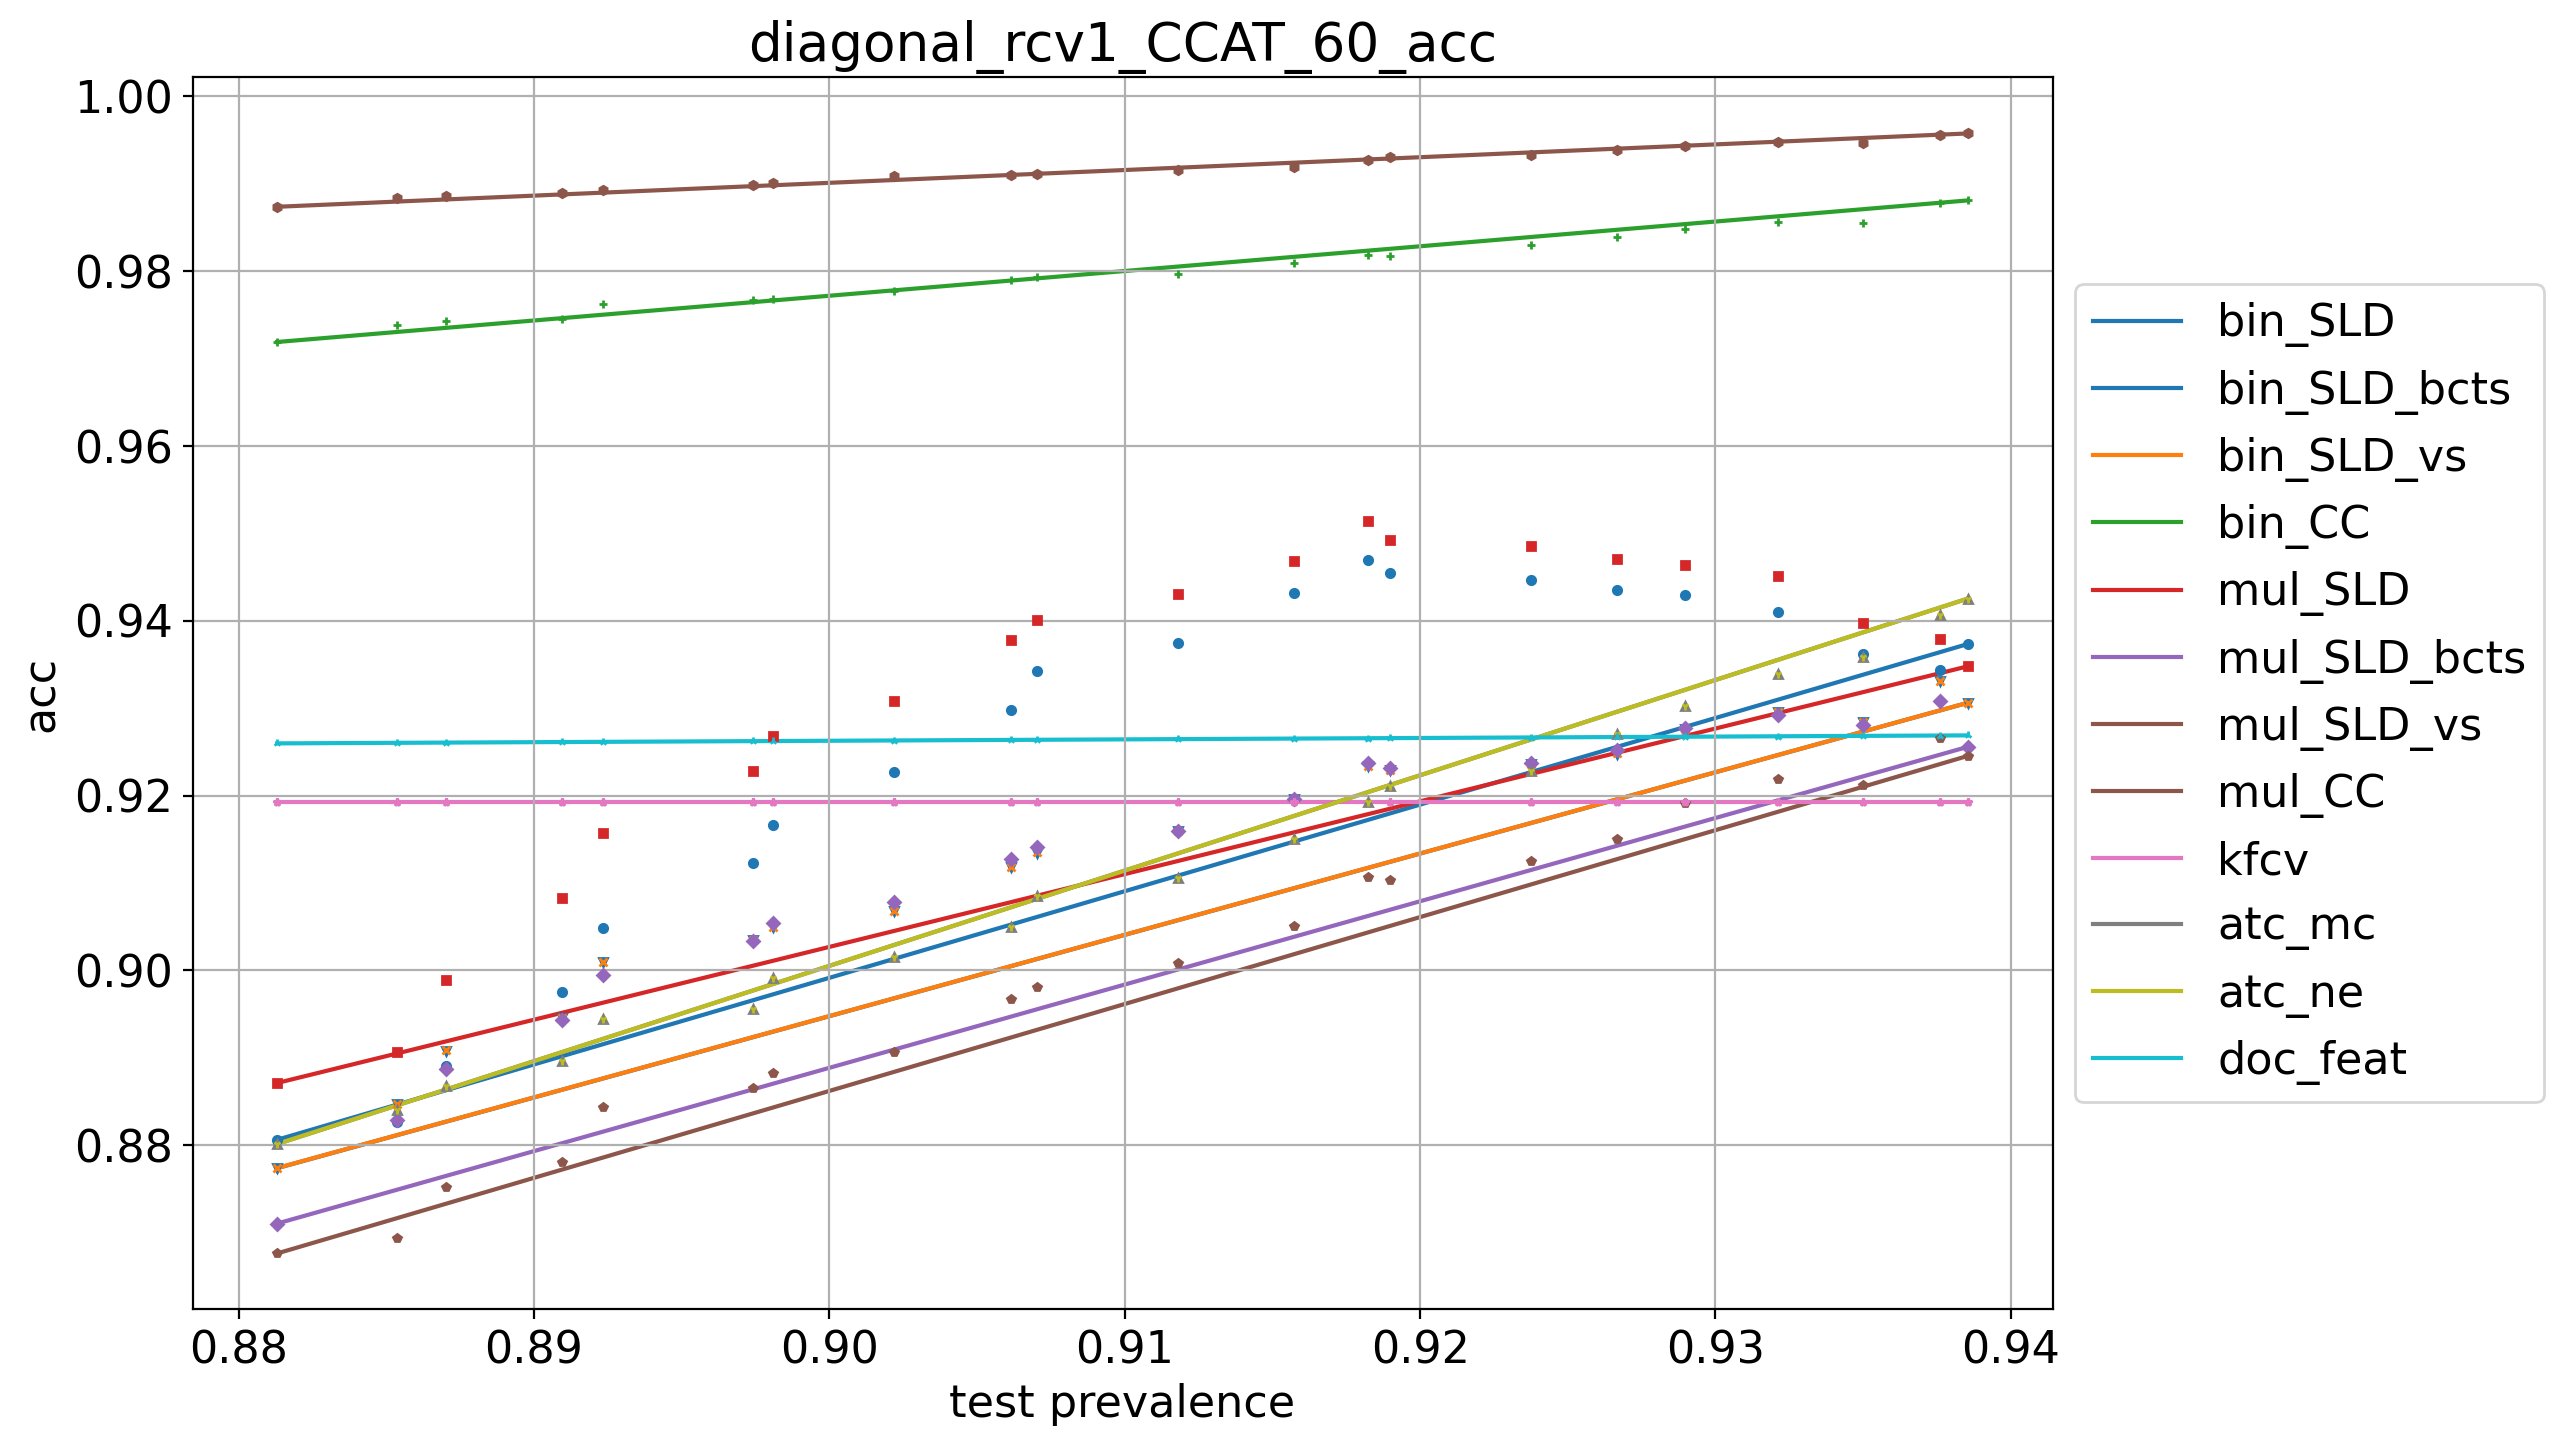 diagonal_rcv1_CCAT_60_acc
1.00
0.98
0.96
0.94
0.92
0.90
0.88
acc
0.88 0.89 0.90 0.91 0.92 0.93 0.94
test prevalence
bin_SLD
bin_SLD_bcts
bin_SLD_vs
bin_CC
mul_SLD
mul_SLD_bcts
mul_SLD_vs
mul_CC
kfcv
atc_mc
atc_ne
doc_feat